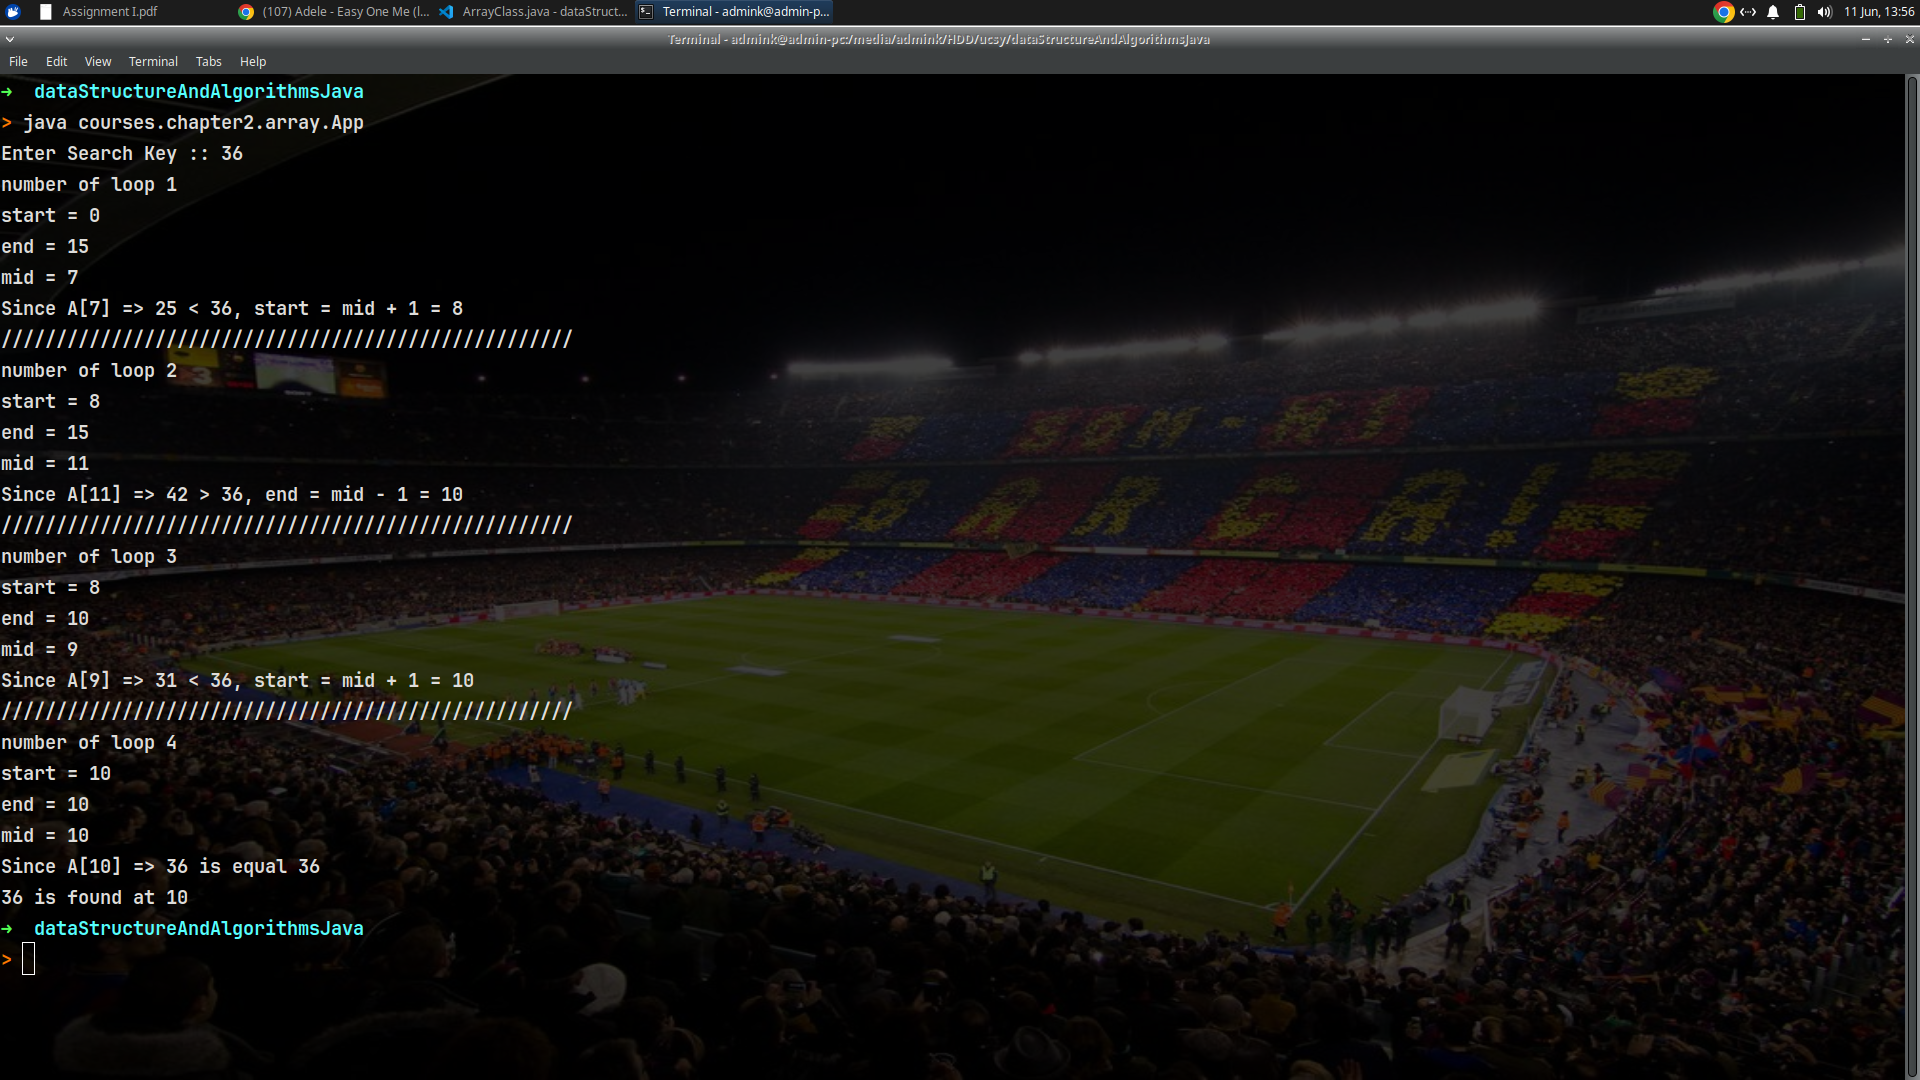 Assignment I.pdf
(107) Adele - Easy One Me (l...
ArrayClass.java - dataStruct...
Terminal - admink@admin-p...
11 Jun, 13:56
Terminal - admink@admin-pc:/media/admink/HDD/ucsy/dataStructureAndAlgorithmsJava
File Edit View Terminal Tabs Help
→ dataStructureAndAlgorithmsJava
> java courses.chapter2.array.App
Enter Search Key :: 36
number of loop 1
start = 0
end = 15
mid = 7
Since A[7] => 25 < 36, start = mid + 1 = 8
////////////////////////////////////////////////////
number of loop 2
start = 8
end = 15
mid = 11
Since A[11] => 42 > 36, end = mid - 1 = 10
////////////////////////////////////////////////////
number of loop 3
start = 8
end = 10
mid = 9
Since A[9] => 31 < 36, start = mid + 1 = 10
////////////////////////////////////////////////////
number of loop 4
start = 10
end = 10
mid = 10
Since A[10] => 36 is equal 36
36 is found at 10
→ dataStructureAndAlgorithmsJava
>